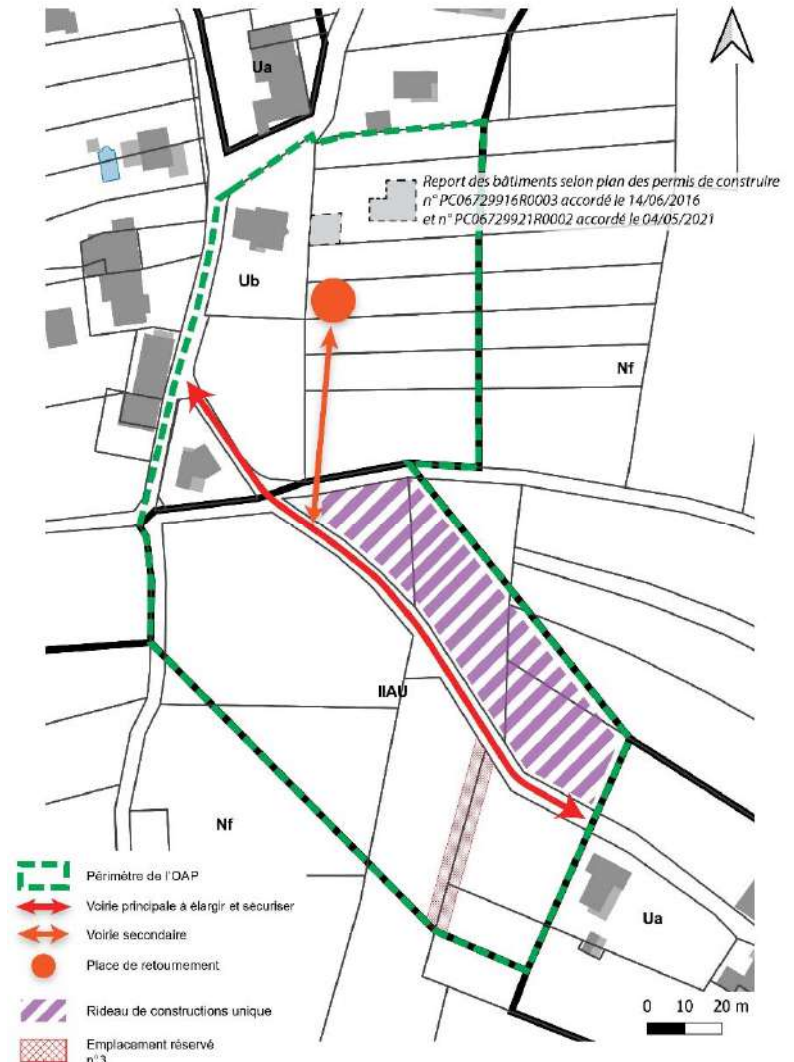 Ua
Report des bâtiments selon plan des permis de construire
n° PC06729916R0003 accordé le 14/06/2016
et n° PC06729921R0002 accordé le 04/05/2021
Ub
Nf
IIAU
Nf
Ua
Périmètre de l'OAP
Voirie principale à élargir et sécuriser
Voirie secondaire
Place de retournement
Rideau de constructions unique
Emplacement réservé
n°3
0 10 20 m